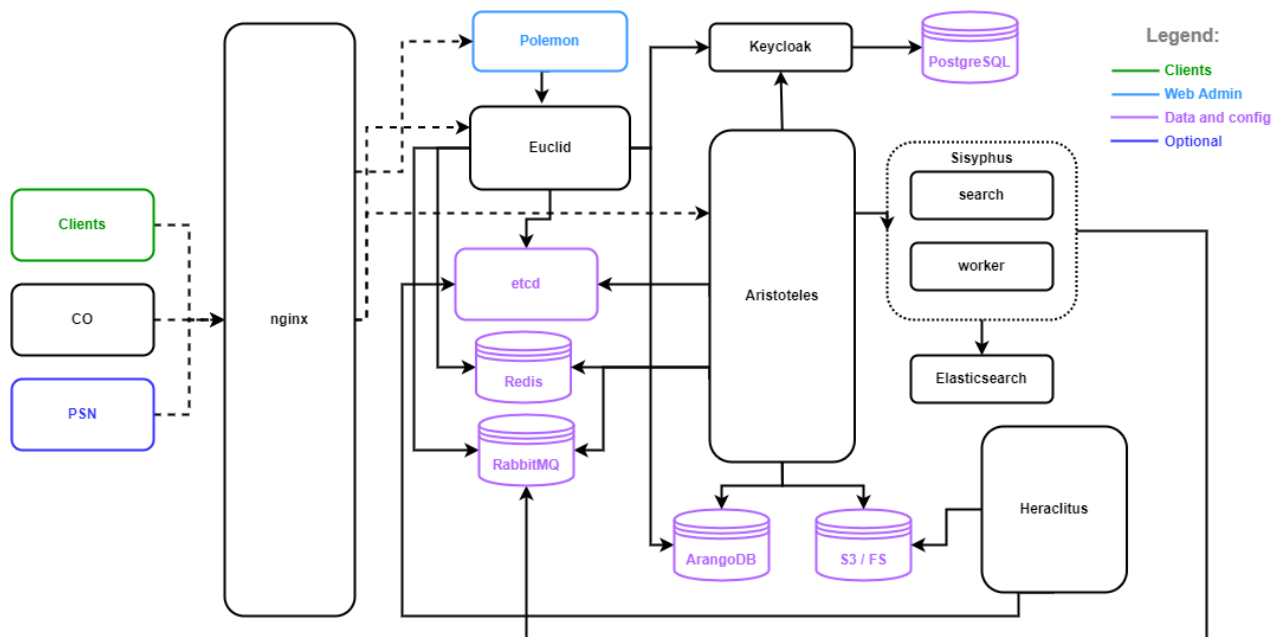 Polemon
Keycloak
PostgreSQL
Legend:
Clients
Web Admin
Data and config
Optional
Euclid
Sisyphus
search
worker
Clients
CO
PSN
nginx
etcd
Aristoteles
Redis
RabbitMQ
Elasticsearch
Heraclitus
ArangoDB
S3 / FS